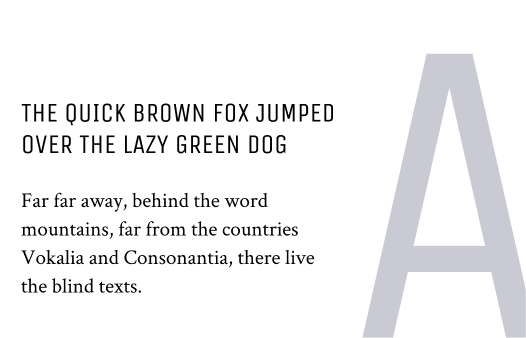 THE QUICK BROWN FOX JUMPED
OVER THE LAZY GREEN DOG
Far far away, behind the word
mountains, far from the countries
Vokalia and Consonantia, there live
the blind texts.
A